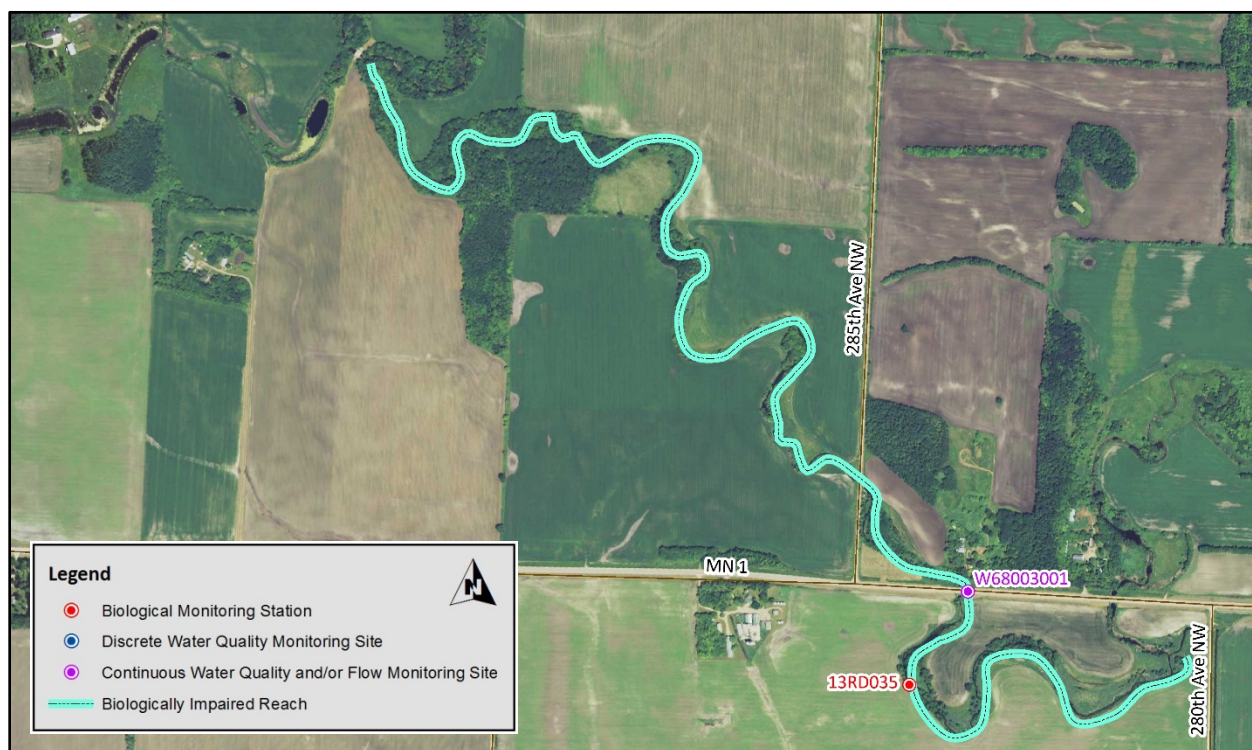 285th Ave NW
MN 1
W68003001
13RD035
280th Ave NW
Legend
N
Biological Monitoring Station
Discrete Water Quality Monitoring Site
Continuous Water Quality and/or Flow Monitoring Site
Biologically Impaired Reach